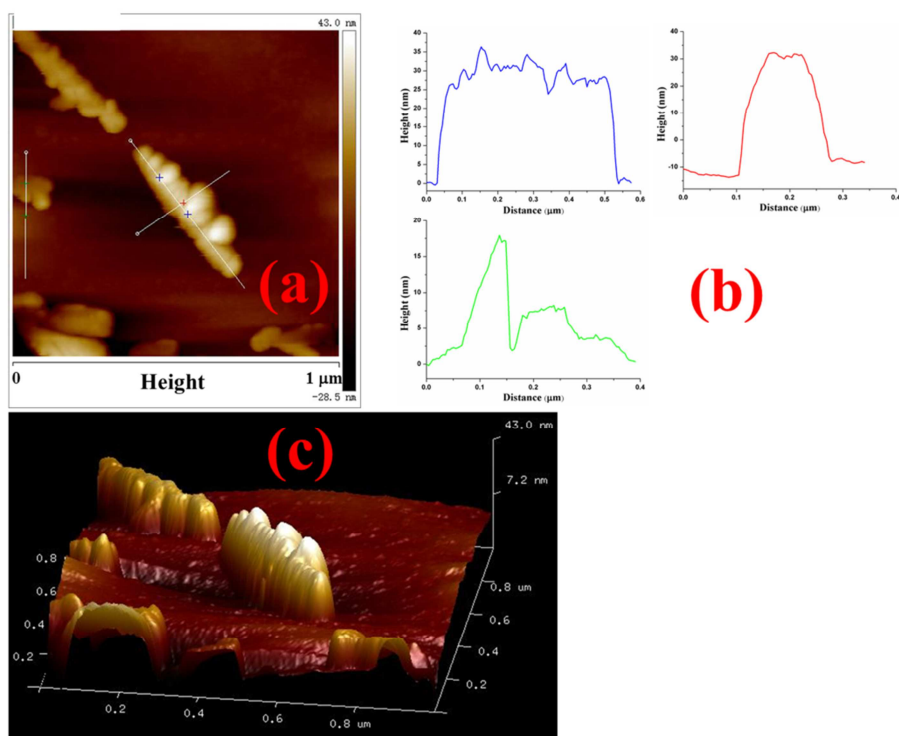 43.0 nm
(a)
0 Height 1 μm
-28.5 nm
Height (nm)
40
35
30
25
20
15
10
5
0
0.0 0.1 0.2 0.3 0.4 0.5 0.6
Distance (μm)
Height (nm)
40
30
20
10
0
-10
0.0 0.1 0.2 0.3 0.4
Distance (μm)
Height (nm)
20
15
10
5
0
0.0 0.1 0.2 0.3 0.4
Distance (μm)
(b)
(c)
43.0 nm
7.2 nm
0.8
0.6
0.4
0.2
0.8 um
0.6
0.4
0.2
0.2 0.4 0.6 0.8 um